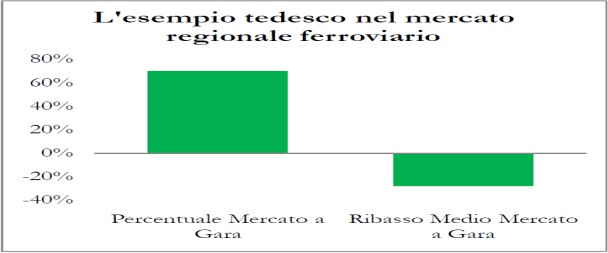 L'esempio tedesco nel mercato
regionale ferroviario
80%
60%
40%
20%
0%
-20%
-40%
Percentuale Mercato a
Gara
Ribasso Medio Mercato
a Gara